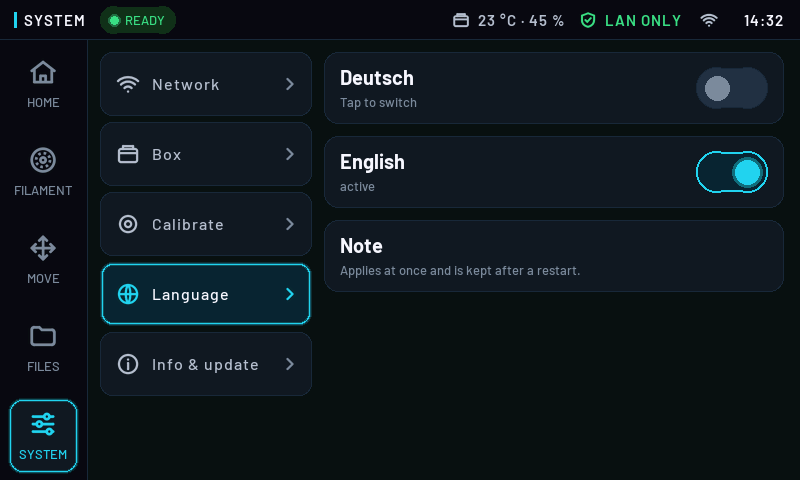 SYSTEM
READY
23 °C · 45 %
LAN ONLY
14:32
HOME
FILAMENT
MOVE
FILES
SYSTEM
Network
Box
Calibrate
Language
Info & update
Deutsch
Tap to switch
English
active
Note
Applies at once and is kept after a restart.